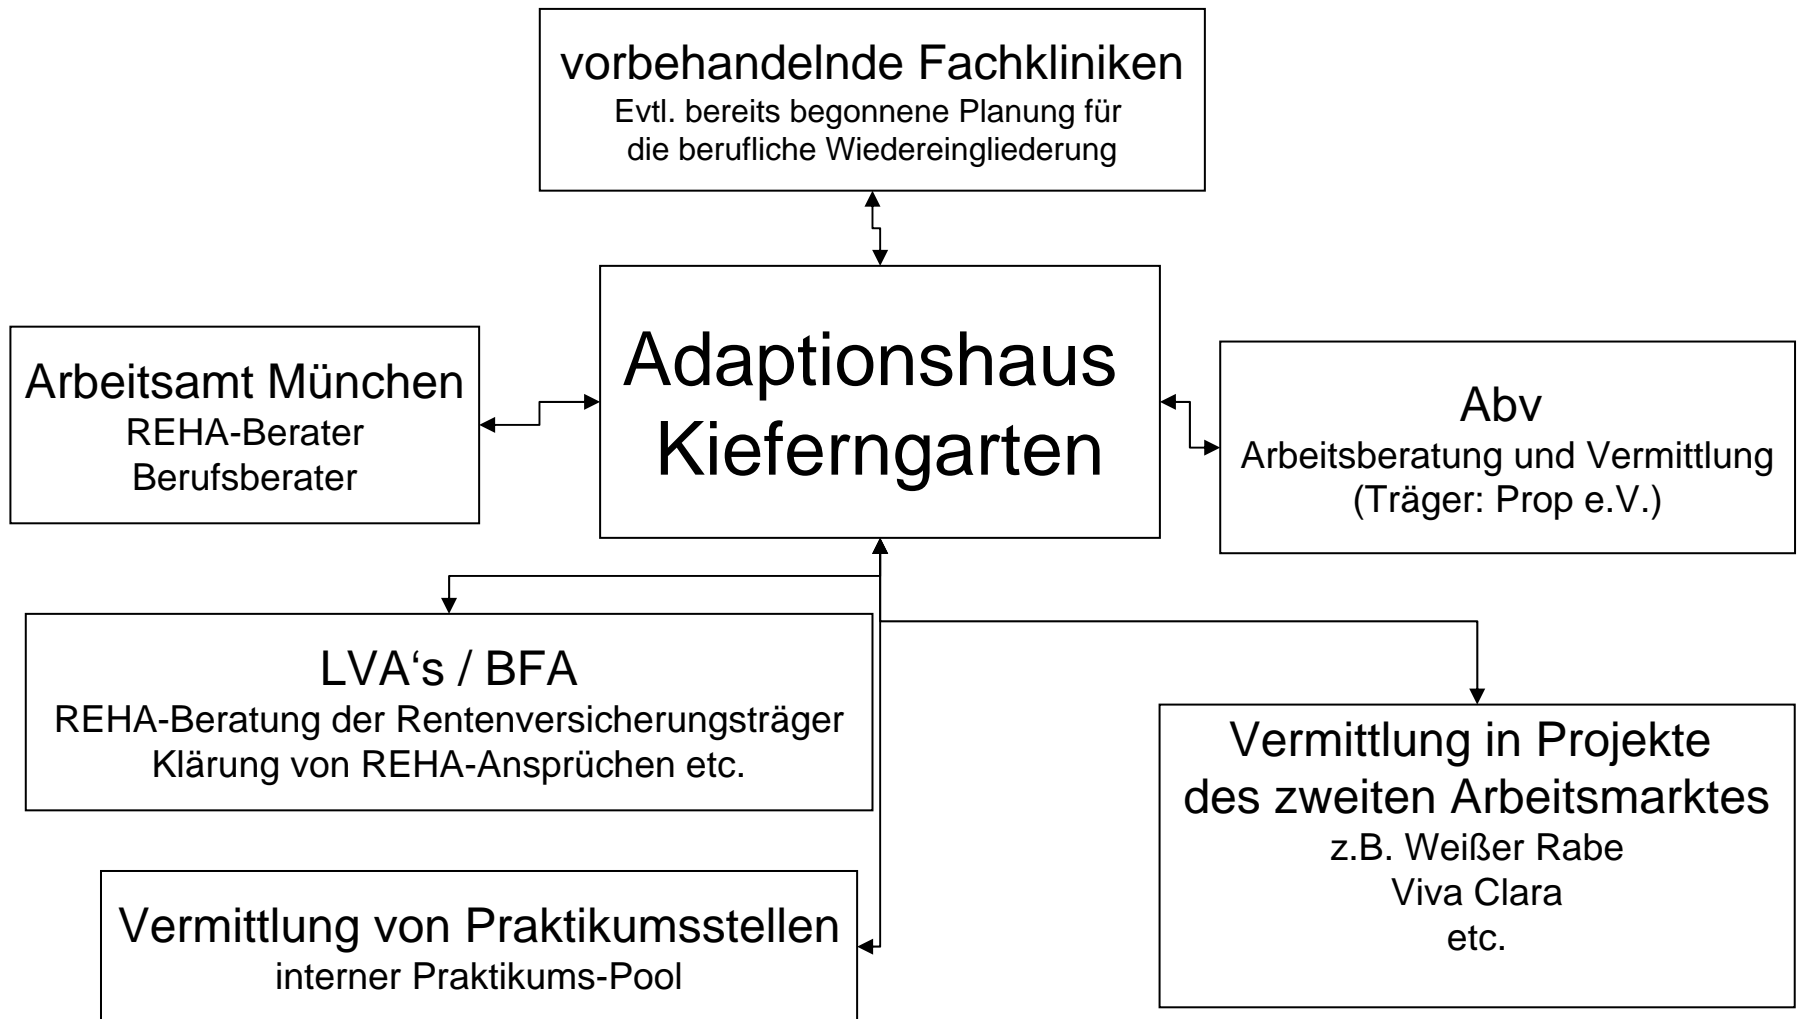 vorbehandelnde Fachkliniken
Evtl. bereits begonnene Planung für
die berufliche Wiedereingliederung
Adaptionshaus
Kieferngarten
Arbeitsamt München
REHA-Berater
Berufsberater
Abv
Arbeitsberatung und Vermittlung
(Träger: Prop e.V.)
LVA‘s / BFA
REHA-Beratung der Rentenversicherungsträger
Klärung von REHA-Ansprüchen etc.
Vermittlung in Projekte
des zweiten Arbeitsmarktes
z.B. Weißer Rabe
Viva Clara
etc.
Vermittlung von Praktikumsstellen
interner Praktikums-Pool